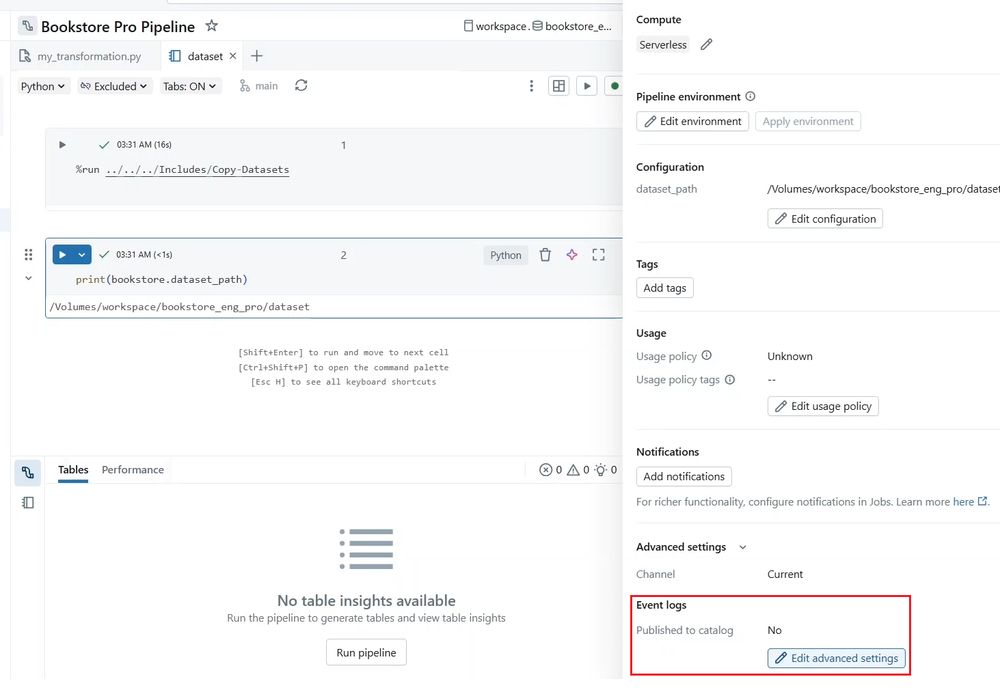 Bookstore Pro Pipeline
workspace. bookstore_e...
my_transformation.py
dataset
Python
Excluded
Tabs: ON
main
03:31 AM (16s)
1
%run ../../../Includes/Copy-Datasets
03:31 AM (<1s)
2
Python
print(bookstore.dataset_path)
/Volumes/workspace/bookstore_eng_pro/dataset
[Shift+Enter] to run and move to next cell
[Ctrl+Shift+P] to open the command palette
[Esc H] to see all keyboard shortcuts
Tables
Performance
0
0
0
No table insights available
Run the pipeline to generate tables and view table insights
Run pipeline
Compute
Serverless
Pipeline environment
Edit environment
Apply environment
Configuration
dataset_path
/Volumes/workspace/bookstore_eng_pro/dataset
Edit configuration
Tags
Add tags
Usage
Usage policy
Unknown
Usage policy tags
--
Edit usage policy
Notifications
Add notifications
For richer functionality, configure notifications in Jobs. Learn more here.
Advanced settings
Channel
Current
Event logs
Published to catalog
No
Edit advanced settings